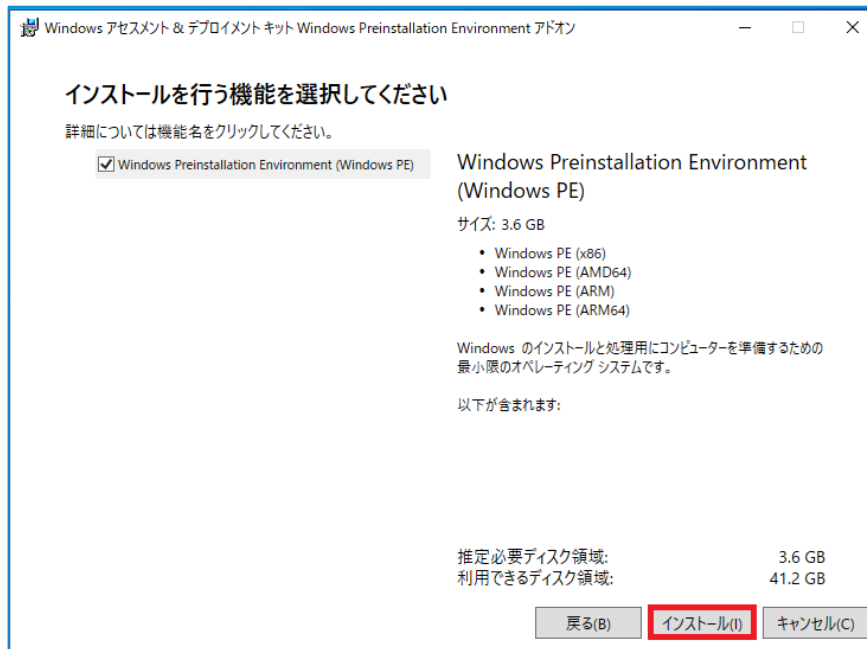 Windows アセスメント & デプロイメント キット Windows Preinstallation Environment アドオン
インストールを行う機能を選択してください
詳細については機能名をクリックしてください。
Windows Preinstallation Environment (Windows PE)
Windows Preinstallation Environment
(Windows PE)
サイズ: 3.6 GB
• Windows PE (x86)
• Windows PE (AMD64)
• Windows PE (ARM)
• Windows PE (ARM64)
Windows のインストールと処理用にコンピューターを準備するための
最小限のオペレーティング システムです。
以下が含まれます:
推定必要ディスク領域: 3.6 GB
利用できるディスク領域: 41.2 GB
戻る(B) インストール(I) キャンセル(C)